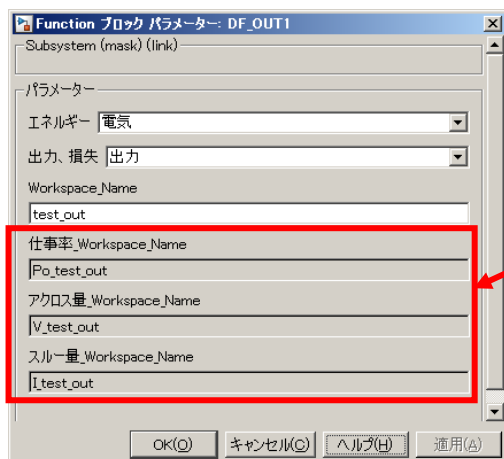 Function ブロック パラメーター: DF_OUT1
Subsystem (mask) (link)
パラメーター
エネルギー 電気
出力、損失 出力
Workspace_Name
test_out
仕事率_Workspace_Name
Po_test_out
アクロス量_Workspace_Name
V_test_out
スルー量_Workspace_Name
I_test_out
OK(O) キャンセル(C) ヘルプ(H) 適用(A)